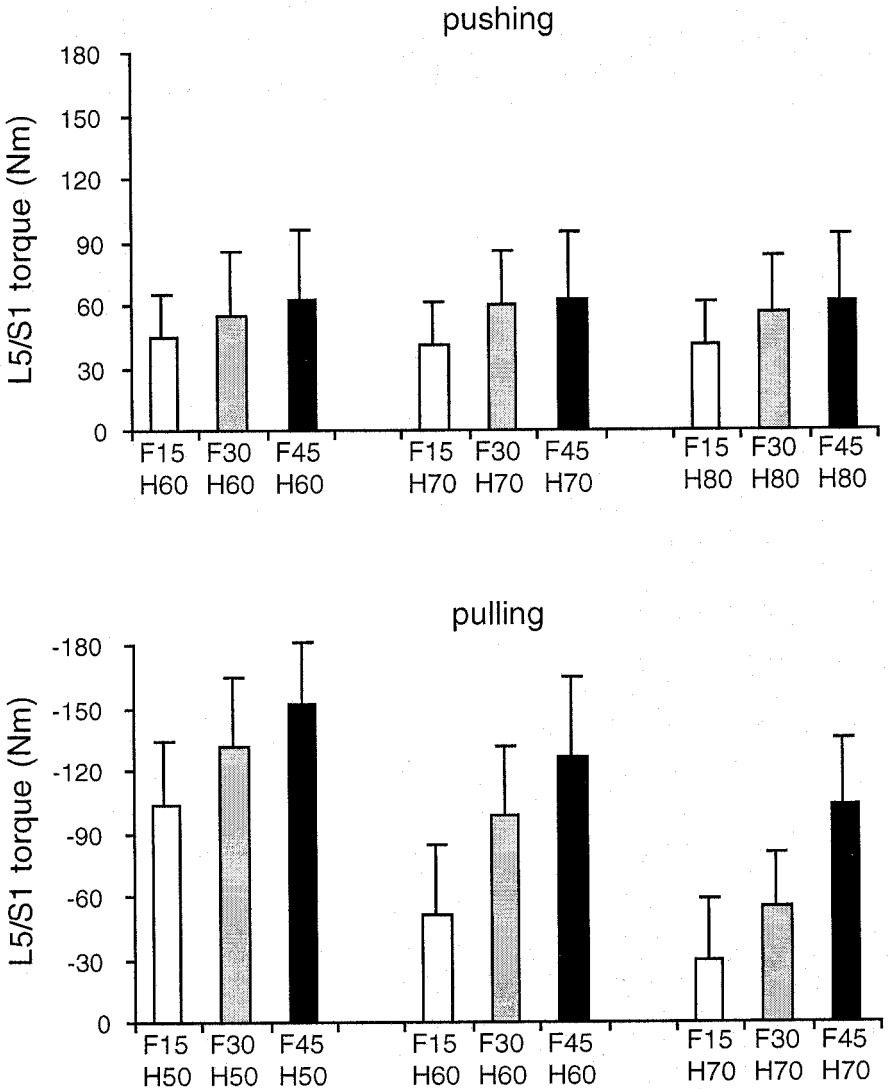 pushing
L5/S1 torque (Nm)
180
150
120
90
60
30
0
F15 F30 F45 F15 F30 F45 F15 F30 F45
H60 H60 H60 H70 H70 H70 H80 H80 H80
pulling
L5/S1 torque (Nm)
-180
-150
-120
-90
-60
-30
0
F15 F30 F45 F15 F30 F45 F15 F30 F45
H50 H50 H50 H60 H60 H60 H70 H70 H70